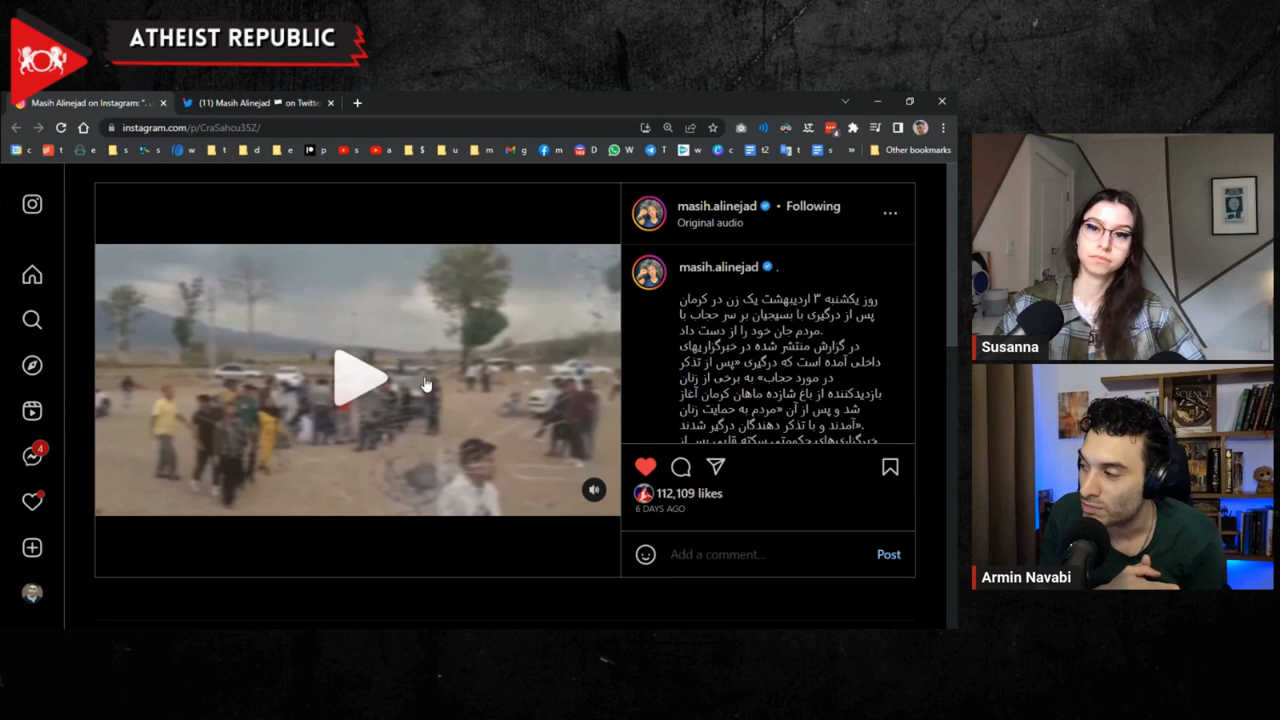 ATHEIST REPUBLIC
Masih Alinejad on Instagram: ".
(11) Masih Alinejad on Twitte
instagram.com/p/CraSahcu35Z/
c t e s s w t d e p s a $ u m g m D W T w c t2 t s » Other bookmarks
masih.alinejad • Following
Original audio
masih.alinejad .
روز یکشنبه ۳ اردیبهشت یک زن در کرمان
پس از درگیری با بسیجیان بر سر حجاب با
مردم جان خود را از دست داد.
در گزارش منتشر شده در خبرگزاریهای
داخلی آمده است که درگیری «پس از تذکر
در مورد حجاب» به برخی از زنان
بازدیدکننده از باغ شازده ماهان کرمان آغاز
شد و پس از آن «مردم به حمایت زنان
آمدند و با تذکر دهندگان درگیر شدند».
4
112,109 likes
6 DAYS AGO
Add a comment...
Post
Susanna
SCIENCE
Armin Navabi